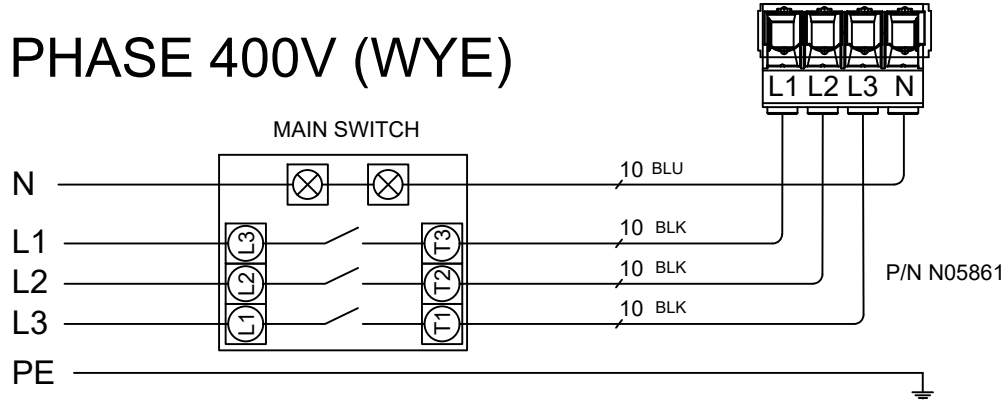 PHASE 400V (WYE)
L1 L2 L3 N
MAIN SWITCH
N
10 BLU
L1
L3
T3
10 BLK
L2
L2
T2
10 BLK
P/N N05861
L3
L1
T1
10 BLK
PE